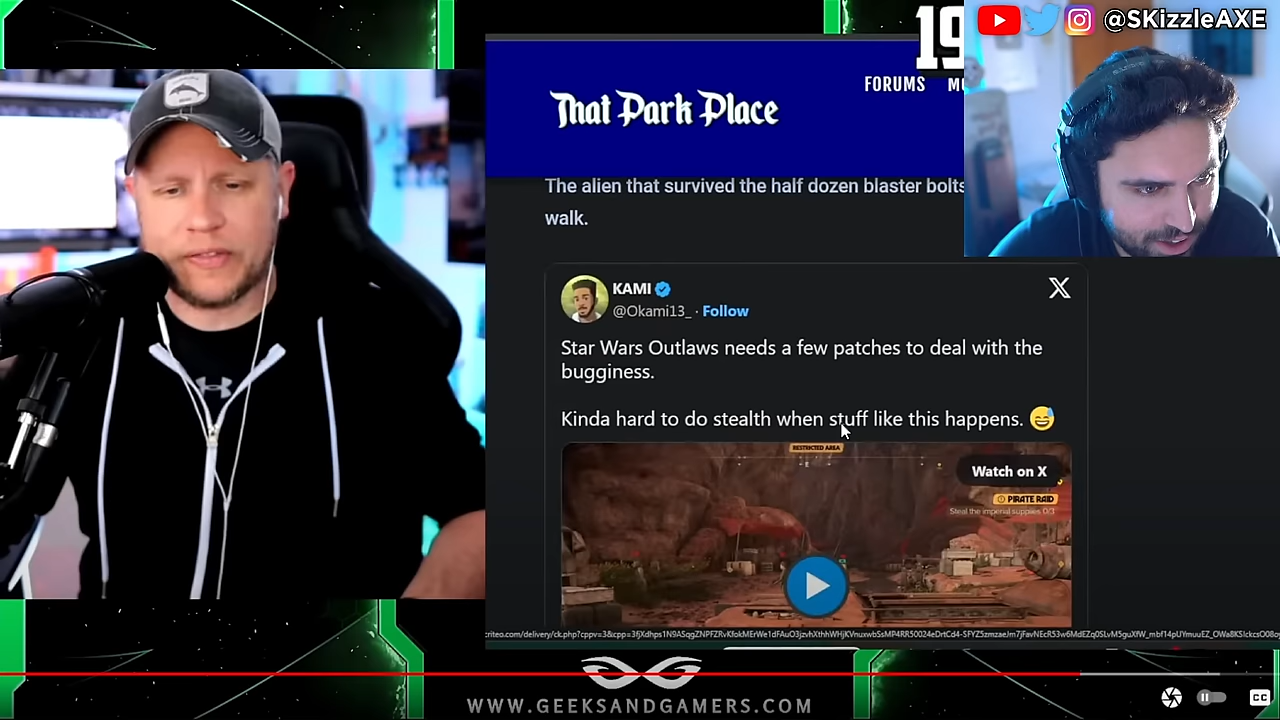 @SKizzleAXE
19
FORUMS
That Park Place
The alien that survived the half dozen blaster bolts
walk.
KAMI
@Okami13_ · Follow
Star Wars Outlaws needs a few patches to deal with the
bugginess.
Kinda hard to do stealth when stuff like this happens. 😅
RESTRICTED AREA
Watch on X
PIRATE RAID
Steal the imperial supplies 0/3
WWW.GEEKSANDGAMERS.COM
CC